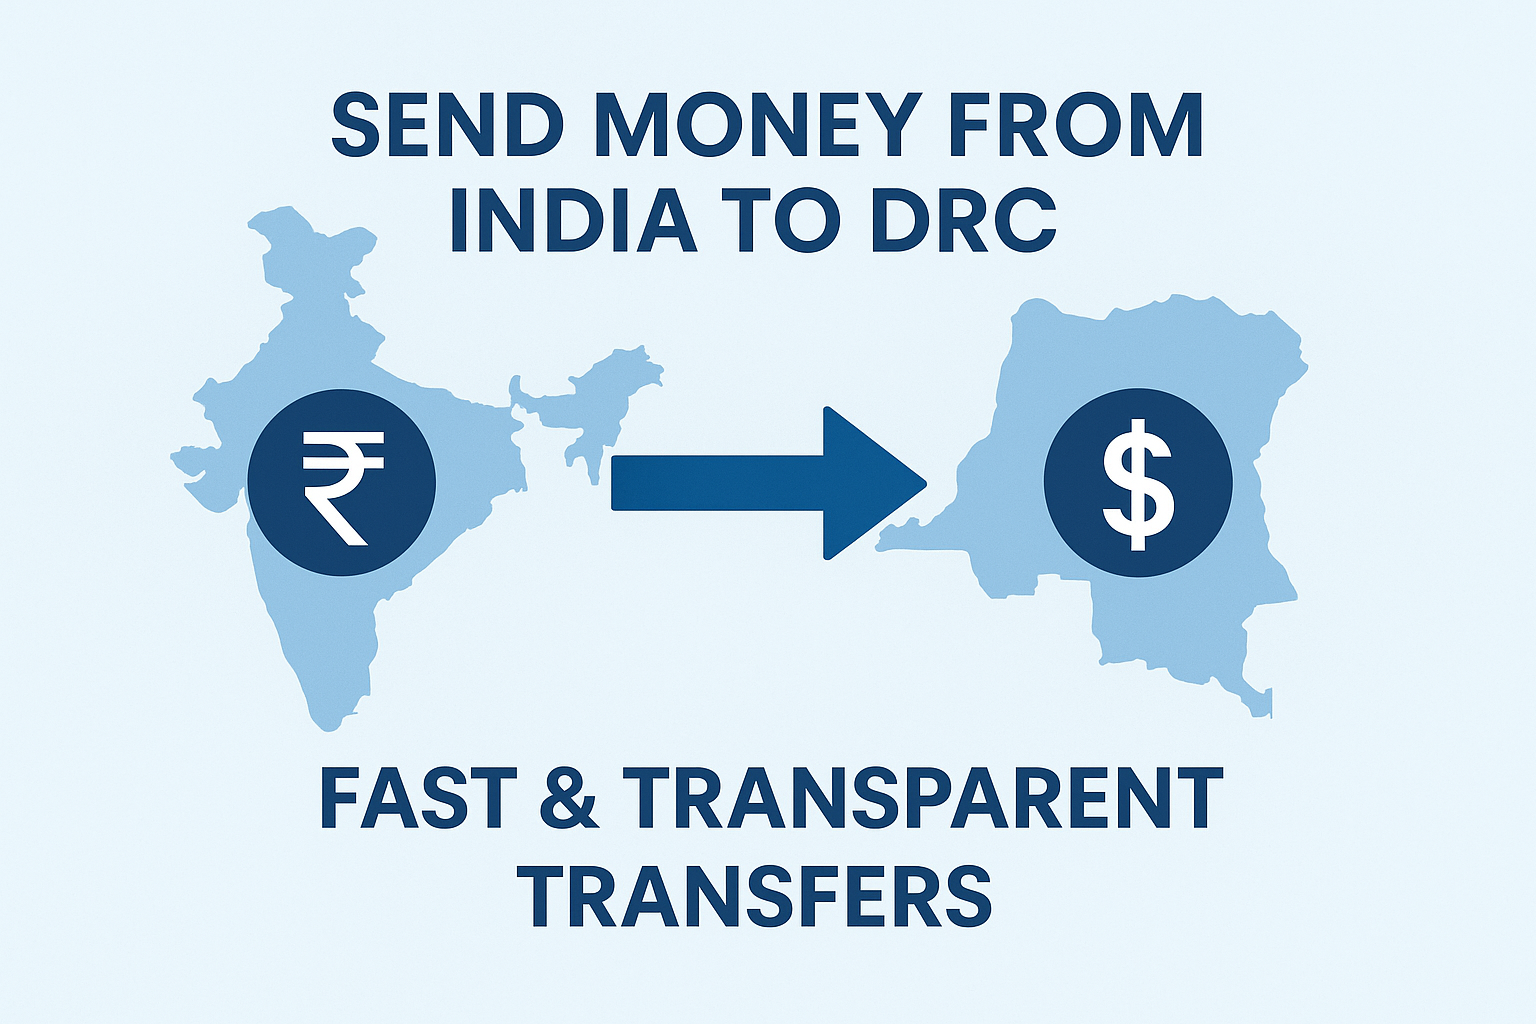 SEND MONEY FROM
INDIA TO DRC
₹
$
FAST & TRANSPARENT
TRANSFERS